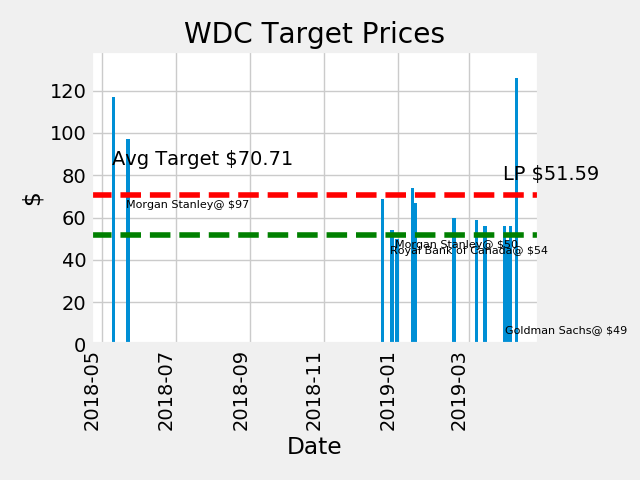 WDC Target Prices
$
120
100
80
60
40
20
0
Avg Target $70.71
LP $51.59
Morgan Stanley@ $97
Morgan Stanley@ $50
Royal Bank of Canada@ $54
Goldman Sachs@ $49
2018-05
2018-07
2018-09
2018-11
2019-01
2019-03
Date